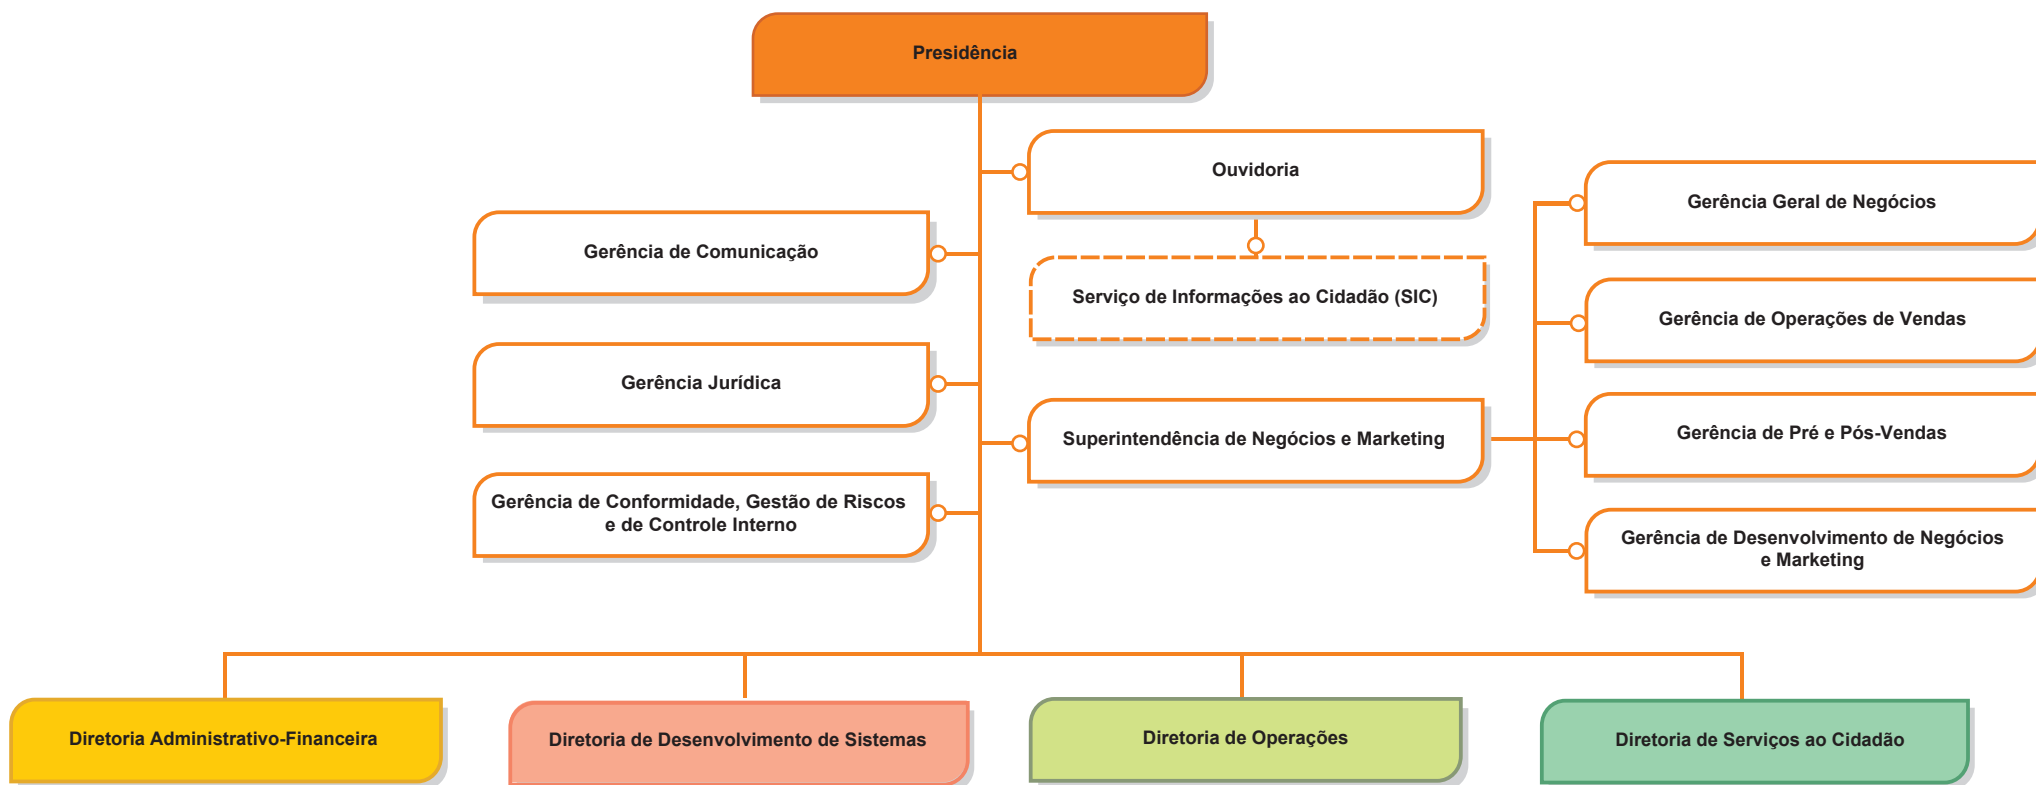 Presidência
Ouvidoria
Gerência Geral de Negócios
Gerência de Comunicação
Serviço de Informações ao Cidadão (SIC)
Gerência de Operações de Vendas
Gerência Jurídica
Superintendência de Negócios e Marketing
Gerência de Pré e Pós-Vendas
Gerência de Conformidade, Gestão de Riscos
e de Controle Interno
Gerência de Desenvolvimento de Negócios
e Marketing
Diretoria Administrativo-Financeira
Diretoria de Desenvolvimento de Sistemas
Diretoria de Operações
Diretoria de Serviços ao Cidadão